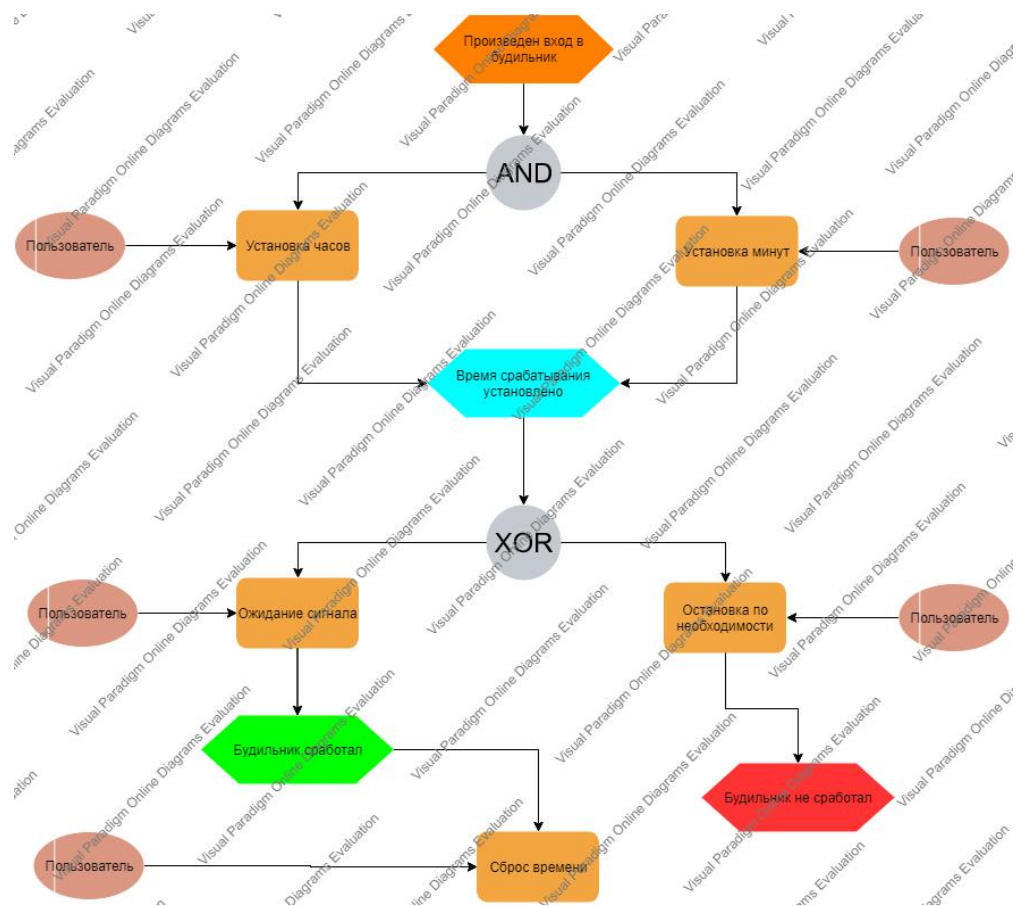 Произведен вход в
будильник
AND
Пользователь
Установка часов
Установка минут
Пользователь
Время срабатывания
установлено
XOR
Пользователь
Ожидание сигнала
Остановка по
необходимости
Пользователь
Будильник сработал
Будильник не сработал
Пользователь
Сброс времени
Visual Paradigm Online Diagrams Evaluation